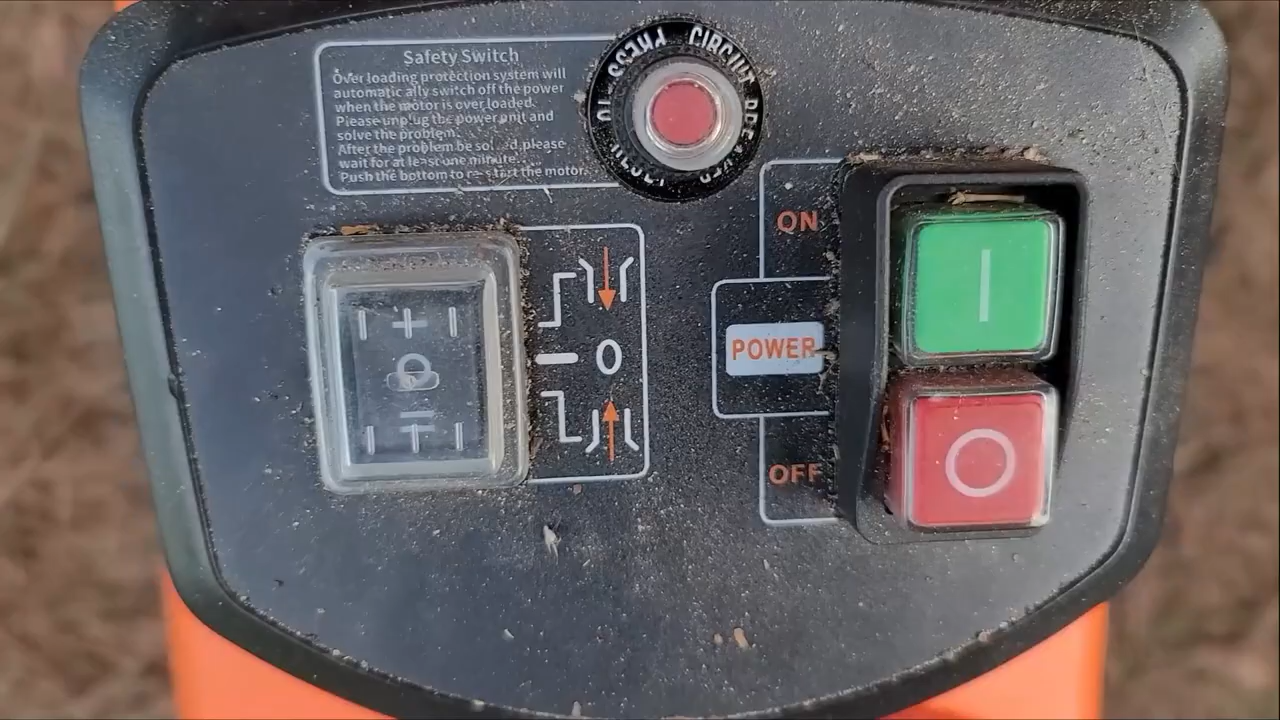 Safety Switch
Over loading protection system will
automatic ally switch off the power
when the motor is over loaded.
Please unplug the power unit and
solve the problem.
After the problem be sol ed please
wait for at least one minute.
Push the bottom to re-start the motor.
CIRCUIT
ON
POWER
OFF
I
O
0